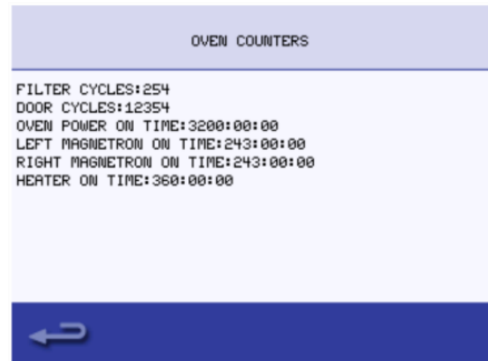 OVEN COUNTERS
FILTER CYCLES:254
DOOR CYCLES:12354
OVEN POWER ON TIME:3200:00:00
LEFT MAGNETRON ON TIME:243:00:00
RIGHT MAGNETRON ON TIME:243:00:00
HEATER ON TIME:360:00:00